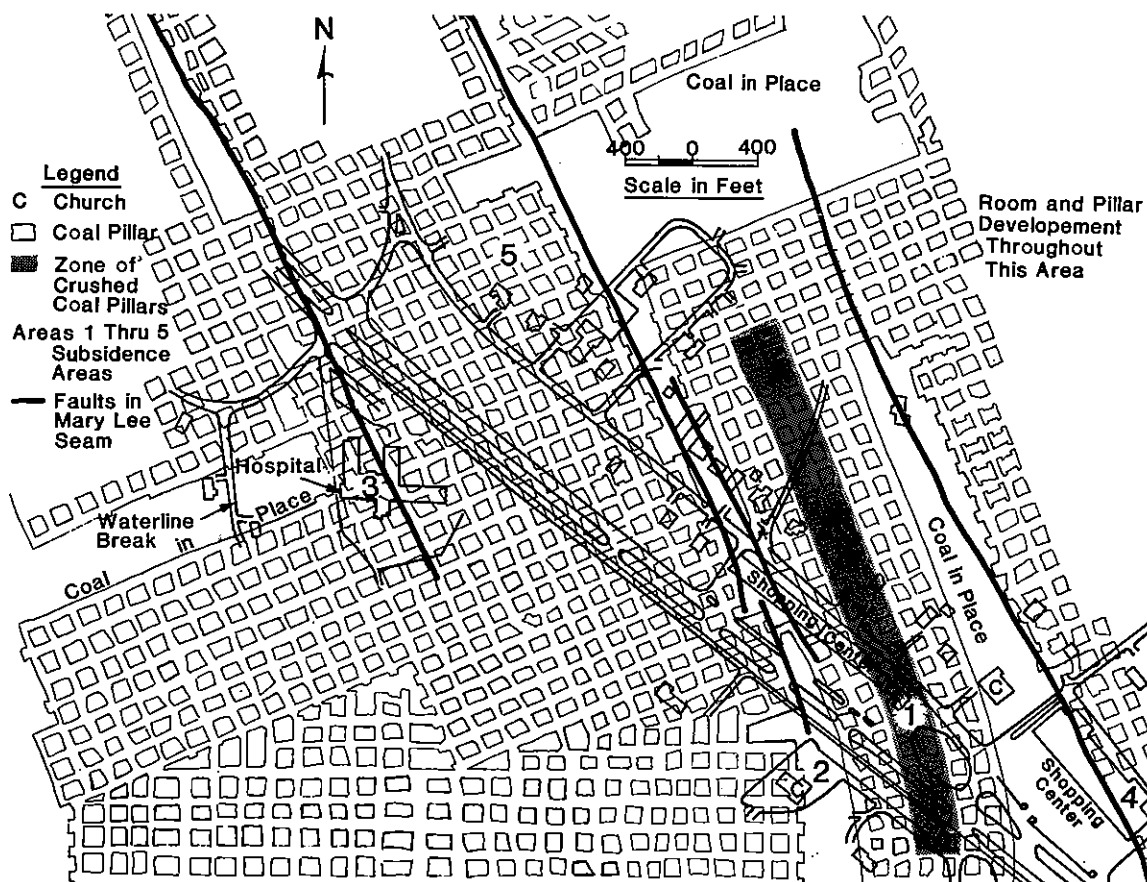 N
Coal in Place
400 0 400
Scale in Feet
Legend
C Church
Coal Pillar
Zone of
Crushed
Coal Pillars
Areas 1 Thru 5
Subsidence
Areas
Faults in
Mary Lee
Seam
Room and Pillar
Developement
Throughout
This Area
5
Hospital
3
Waterline
Break
Coal in Place
Shopping Center
Coal in Place
C
1
2
C
Shopping
Center
4